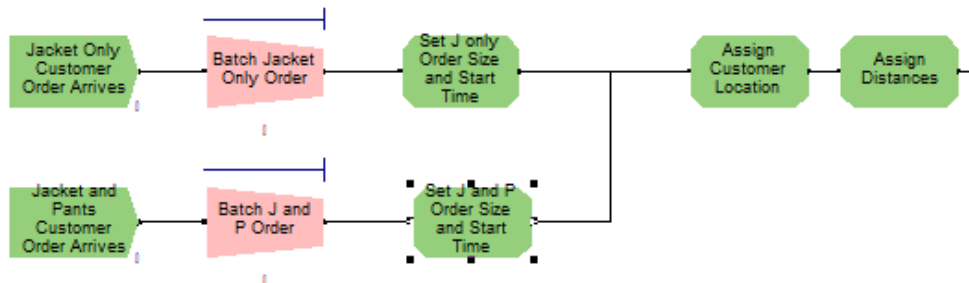 Jacket Only
Customer
Order Arrives
Batch Jacket
Only Order
Set J only
Order Size
and Start
Time
Assign
Customer
Location
Assign
Distances
Jacket and
Pants
Customer
Order Arrives
Batch J and
P Order
Set J and P
Order Size
and Start
Time